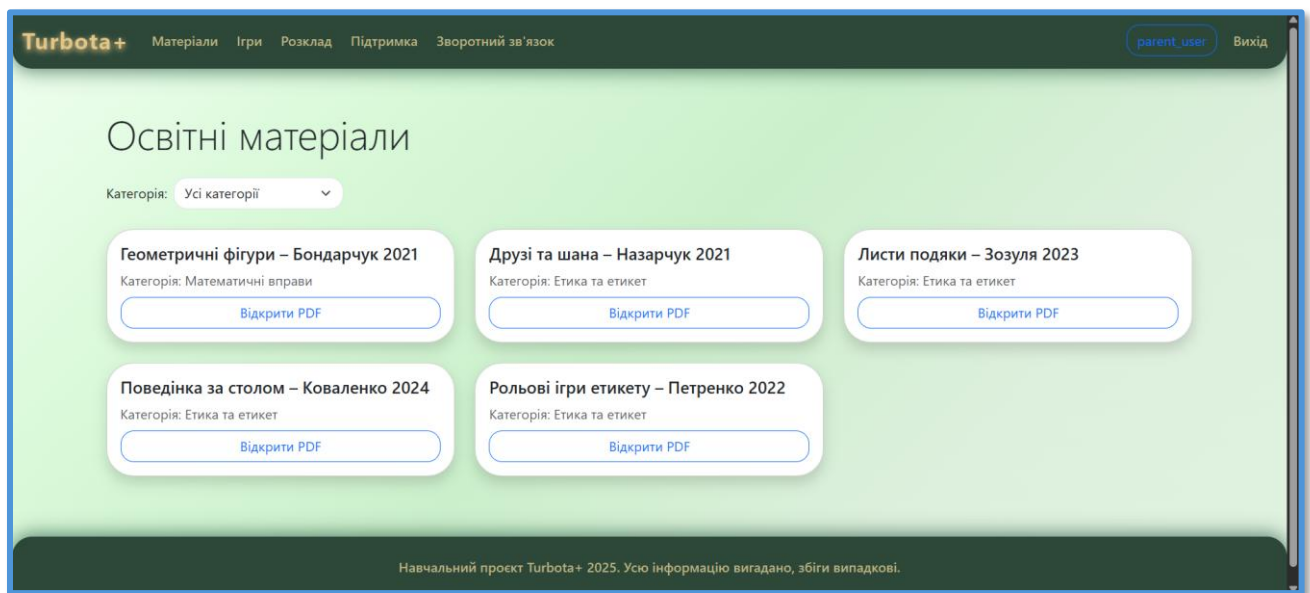 Turbota+ Матеріали Ігри Розклад Підтримка Зворотний зв'язок parent_user Вихід
Освітні матеріали
Категорія: Усі категорії
Геометричні фігури – Бондарчук 2021
Категорія: Математичні вправи
Відкрити PDF
Друзі та шана – Назарчук 2021
Категорія: Етика та етикет
Відкрити PDF
Листи подяки – Зозуля 2023
Категорія: Етика та етикет
Відкрити PDF
Поведінка за столом – Коваленко 2024
Категорія: Етика та етикет
Відкрити PDF
Рольові ігри етикету – Петренко 2022
Категорія: Етика та етикет
Відкрити PDF
Навчальний проєкт Turbota+ 2025. Усю інформацію вигадано, збіги випадкові.